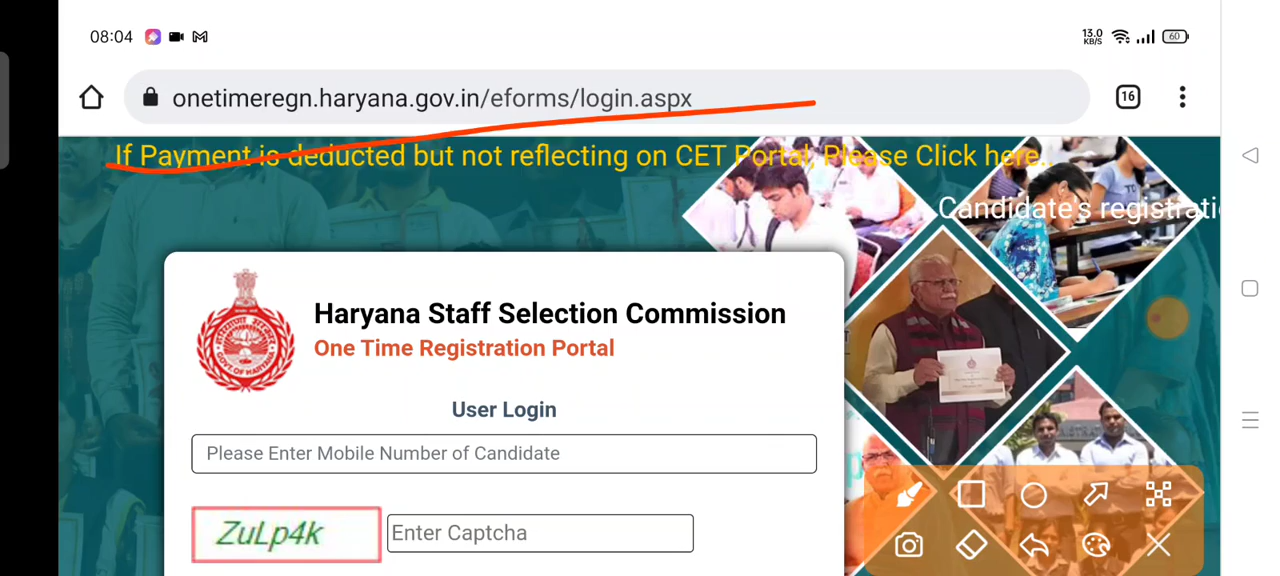 08:04
13.0
KB/S
60
onetimeregn.haryana.gov.in/eforms/login.aspx
16
If Payment is deducted but not reflecting on CET Portal, Please Click here..
Candidate's registrati
Haryana Staff Selection Commission
One Time Registration Portal
User Login
Please Enter Mobile Number of Candidate
ZuLp4k
Enter Captcha